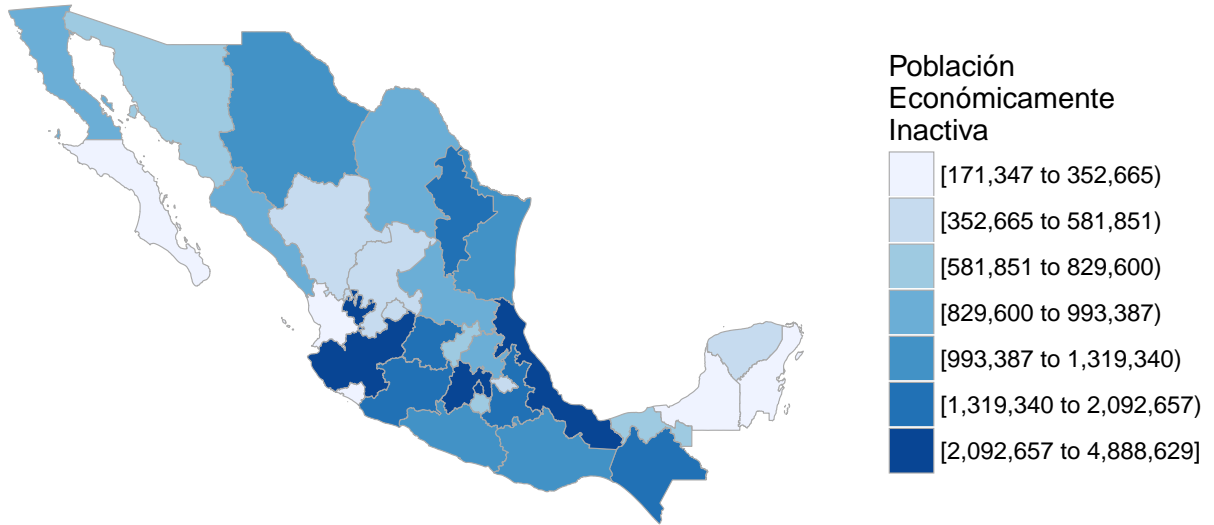 Población
Económicamente
Inactiva
[171,347 to 352,665)
[352,665 to 581,851)
[581,851 to 829,600)
[829,600 to 993,387)
[993,387 to 1,319,340)
[1,319,340 to 2,092,657)
[2,092,657 to 4,888,629]